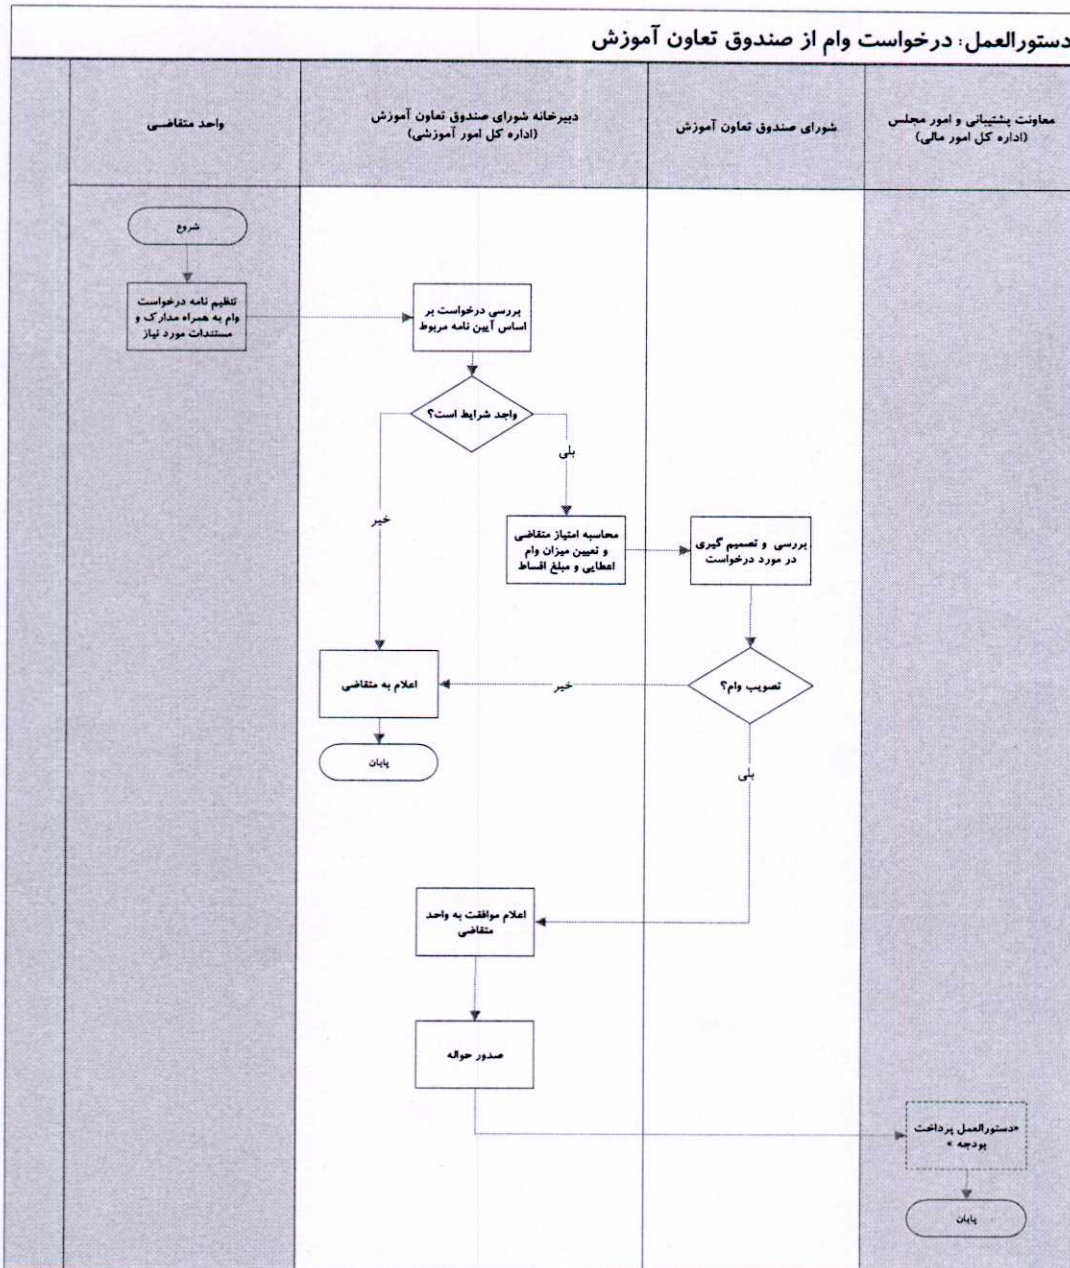 دستورالعمل: درخواست وام از صندوق تعاون آموزش
معاونت پشتیبانی و امور مجلس
(اداره کل امور مالی)
شورای صندوق تعاون آموزش
دبیرخانه شورای صندوق تعاون آموزش
(اداره کل امور آموزشی)
واحد متقاضی
شروع
تنظیم نامه درخواست
وام به همراه مدارک و
مستندات مورد نیاز
بررسی درخواست بر
اساس آیین نامه مربوط
واجد شرایط است؟
بلی
خیر
محاسبه امتیاز متقاضی
و تعیین میزان وام
اعطایی و مبلغ اقساط
بررسی و تصمیم گیری
در مورد درخواست
تصویب وام؟
خیر
اعلام به متقاضی
پایان
بلی
اعلام موافقت به واحد
متقاضی
صدور حواله
«دستورالعمل پرداخت
بودجه »
پایان